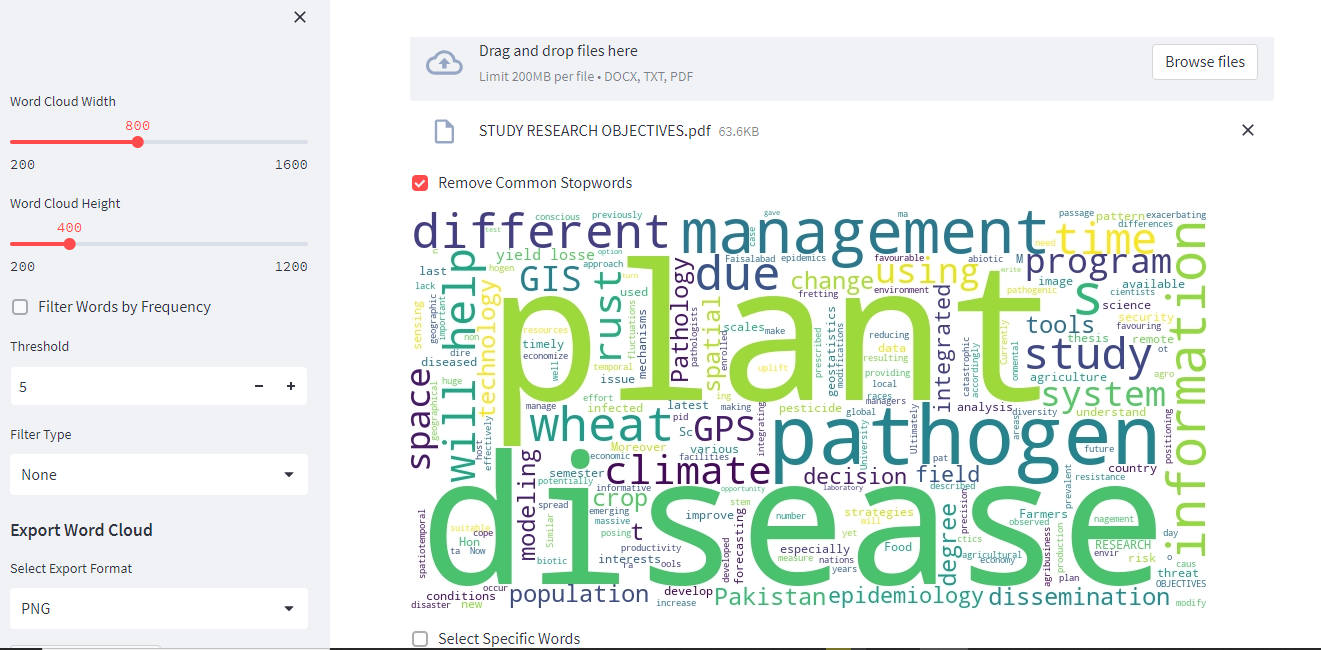 Word Cloud Width
800
200 1600
Word Cloud Height
400
200 1200
Filter Words by Frequency
Threshold
5
Filter Type
None
Export Word Cloud
Select Export Format
PNG
Drag and drop files here
Limit 200MB per file • DOCX, TXT, PDF
Browse files
STUDY RESEARCH OBJECTIVES.pdf 63.6KB
Remove Common Stopwords
different
management
time
program
due
GIS
rust
change
using
yield losse
plant
Pathology
spatial
technology
will help
space
wheat
GPS
climate
pathogen
decision
field
integrated
tools
study
system
information
disease
modeling
crop
degree
population
Pakistan
epidemiology
dissemination
conscious
previously
gave
ma
passage
pattern
exacerbating
differences
need
test
case
option
approach
hogen
last
lack
Faisalabad
epidemics
favourable
abiotic
M
write
s
image
available
cientists
science
security
favouring
remote
thesis
ot
agriculture
agro
understand
pathogenic
environment
fretting
turn
used
resources
timely
economize
well
temporal
issue
fluctuations
mechanisms
pathologists
enrolled
scales
make
uplift
prescribed
geostatistics
modifications
reducing
data
resulting
providing
local
races
managers
catastrophic
accordingly
Currently
onmental
sensing
geographic
important
non
dire
diseased
huge
geographical
host
effectively
manage
effort
infected
latest
making
ing
pid
Sc
Moreover
various
economic
facilities
integrating
pesticide
global
University
Ultimately
pat
analysis
diversity
areas
future
positioning
country
resistance
prevalent
semester
potentially
informative
opportunity
laboratory
described
spread
emerging
massive
posing
t
stem
improve
number
strategies
will
yet
precision
Farmers
observed
nagement
suitable
cope
Hon
ta
Now
Similar
biotic
productivity
interests
ra
ools
developed
forecasting
especially
measure
nations
years
Food
ctics
agricultural
economy
agribusiness
production
plan
RESEARCH
envir
risk
day
o
caus
threat
OBJECTIVES
modify
spatiotemporal
conditions
occur
disaster
new
develop
increase
Select Specific Words